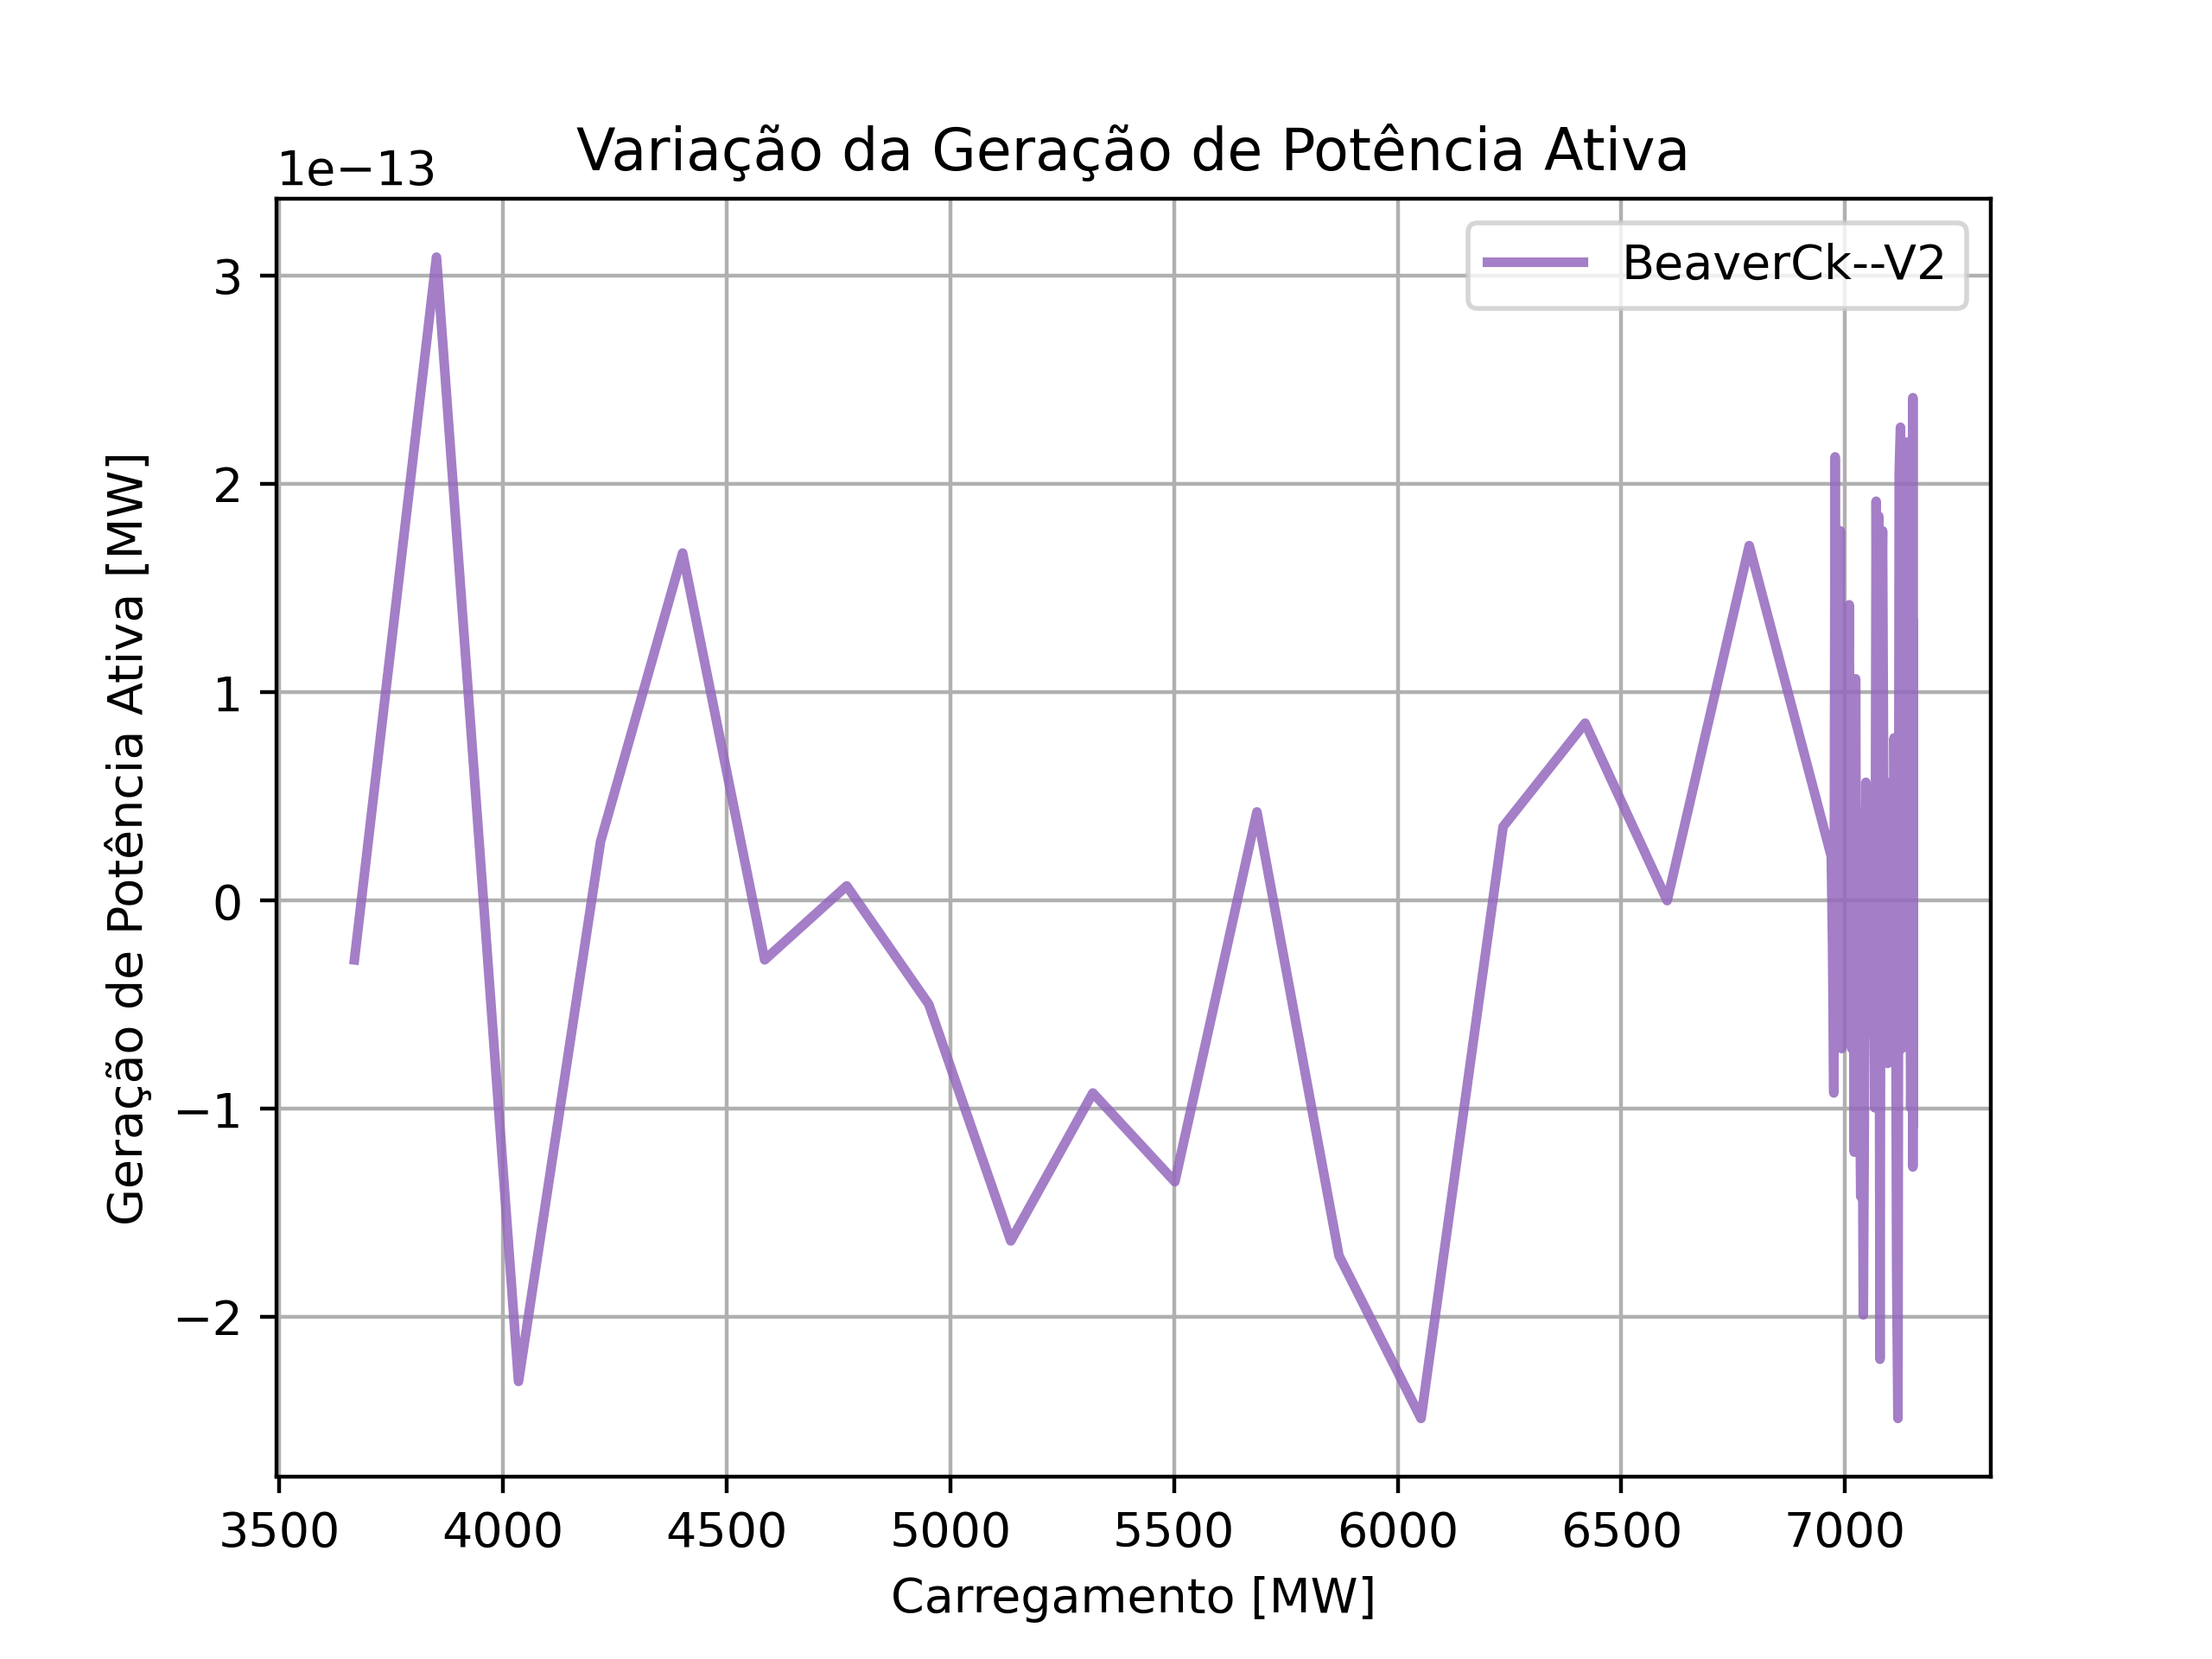 Variação da Geração de Potência Ativa
1e−13
BeaverCk--V2
Geração de Potência Ativa [MW]
3
2
1
0
−1
−2
3500 4000 4500 5000 5500 6000 6500 7000
Carregamento [MW]